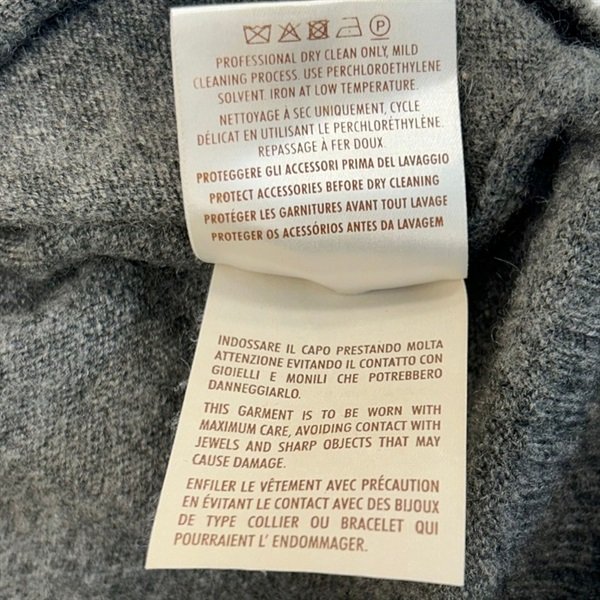 P
PROFESSIONAL DRY CLEAN ONLY, MILD
CLEANING PROCESS. USE PERCHLOROETHYLENE
SOLVENT. IRON AT LOW TEMPERATURE.
NETTOYAGE À SEC UNIQUEMENT, CYCLE
DÉLICAT EN UTILISANT LE PERCHLORÉTHYLÈNE.
REPASSAGE À FER DOUX.
PROTEGGERE GLI ACCESSORI PRIMA DEL LAVAGGIO
PROTECT ACCESSORIES BEFORE DRY CLEANING
PROTÉGER LES GARNITURES AVANT TOUT LAVAGE
PROTEGER OS ACESSÓRIOS ANTES DA LAVAGEM
INDOSSARE IL CAPO PRESTANDO MOLTA
ATTENZIONE EVITANDO IL CONTATTO CON
GIOIELLI E MONILI CHE POTREBBERO
DANNEGGIARLO.
THIS GARMENT IS TO BE WORN WITH
MAXIMUM CARE, AVOIDING CONTACT WITH
JEWELS AND SHARP OBJECTS THAT MAY
CAUSE DAMAGE.
ENFILER LE VÊTEMENT AVEC PRÉCAUTION
EN ÉVITANT LE CONTACT AVEC DES BIJOUX
DE TYPE COLLIER OU BRACELET QUI
POURRAIENT L' ENDOMMAGER.